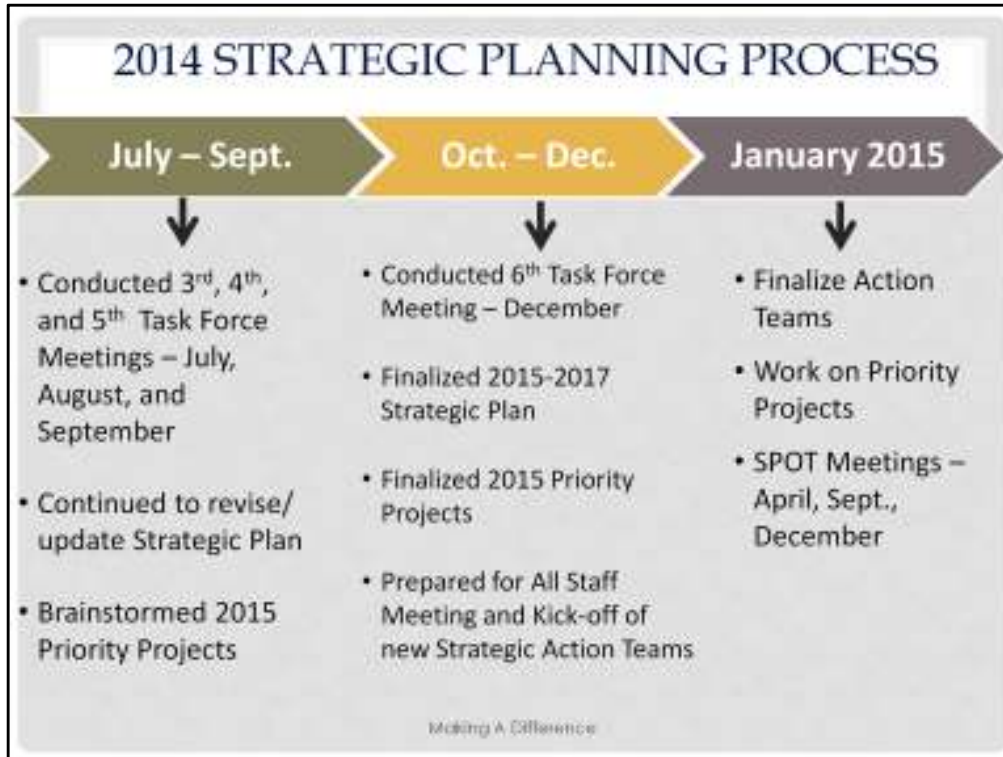 2014 STRATEGIC PLANNING PROCESS
July – Sept.
• Conducted 3rd, 4th,
and 5th Task Force
Meetings – July,
August, and
September
• Continued to revise/
update Strategic Plan
• Brainstormed 2015
Priority Projects
Oct. – Dec.
• Conducted 6th Task Force
Meeting – December
• Finalized 2015-2017
Strategic Plan
• Finalized 2015 Priority
Projects
• Prepared for All Staff
Meeting and Kick-off of
new Strategic Action Teams
January 2015
• Finalize Action
Teams
• Work on Priority
Projects
• SPOT Meetings –
April, Sept.,
December
Making A Difference